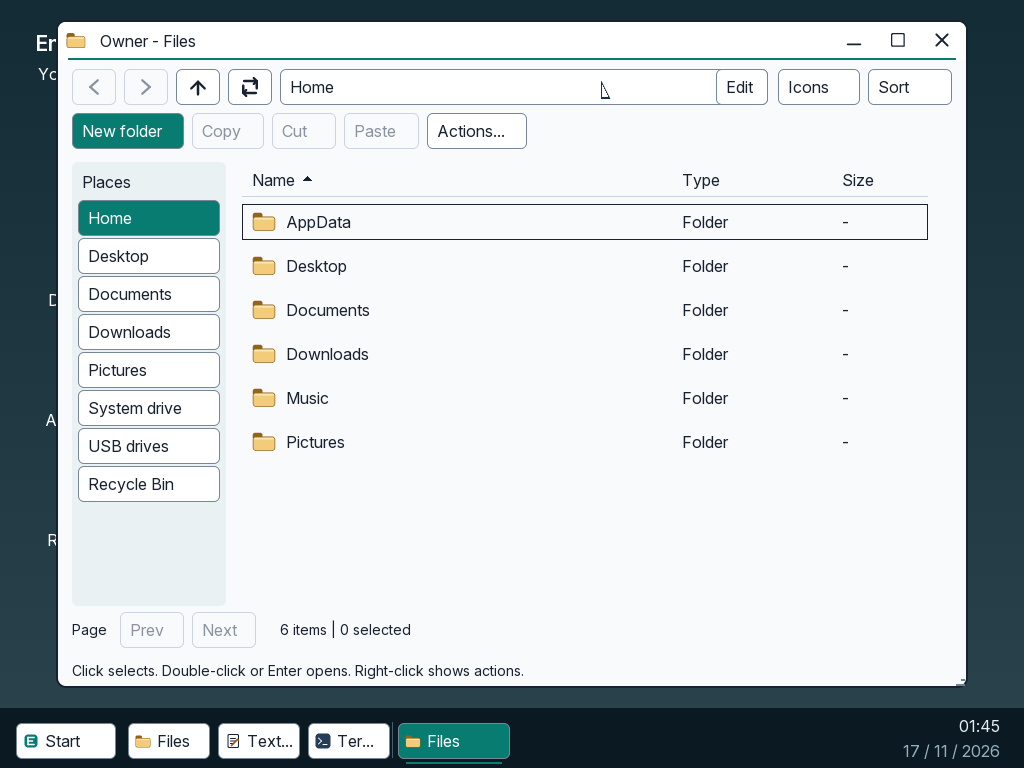 Owner - Files
Home
Edit
Icons
Sort
New folder
Copy
Cut
Paste
Actions...
Places
Home
Desktop
Documents
Downloads
Pictures
System drive
USB drives
Recycle Bin
Name Type Size
AppData Folder -
Desktop Folder -
Documents Folder -
Downloads Folder -
Music Folder -
Pictures Folder -
Page Prev Next 6 items | 0 selected
Click selects. Double-click or Enter opens. Right-click shows actions.
Start
Files
Text...
Ter...
Files
01:45
17 / 11 / 2026